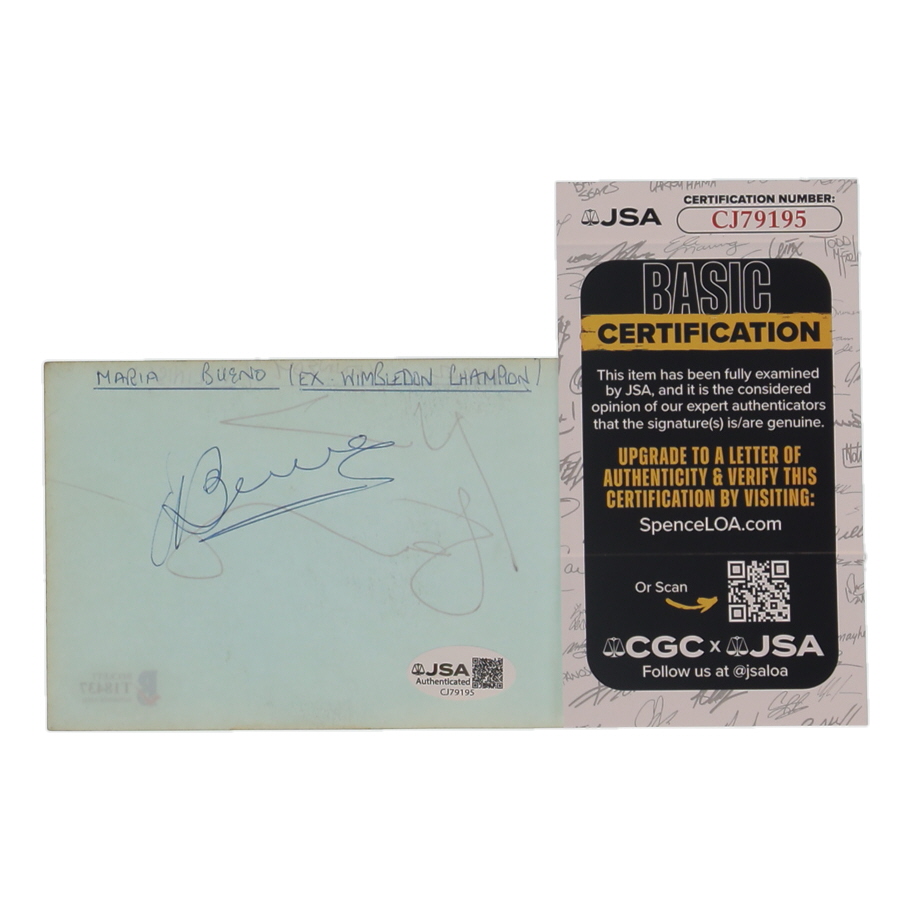 MARIA BUENO (EX. WIMBLEDON CHAMPION)
Bueno
JSA
Authenticated
CJ79195
T18437
JSA
CERTIFICATION NUMBER:
CJ79195
BASIC
CERTIFICATION
This item has been fully examined
by JSA, and it is the considered
opinion of our expert authenticators
that the signature(s) is/are genuine.
UPGRADE TO A LETTER OF
AUTHENTICITY & VERIFY THIS
CERTIFICATION BY VISITING:
SpenceLOA.com
Or Scan
CGC x JSA
Follow us at @jsaloa